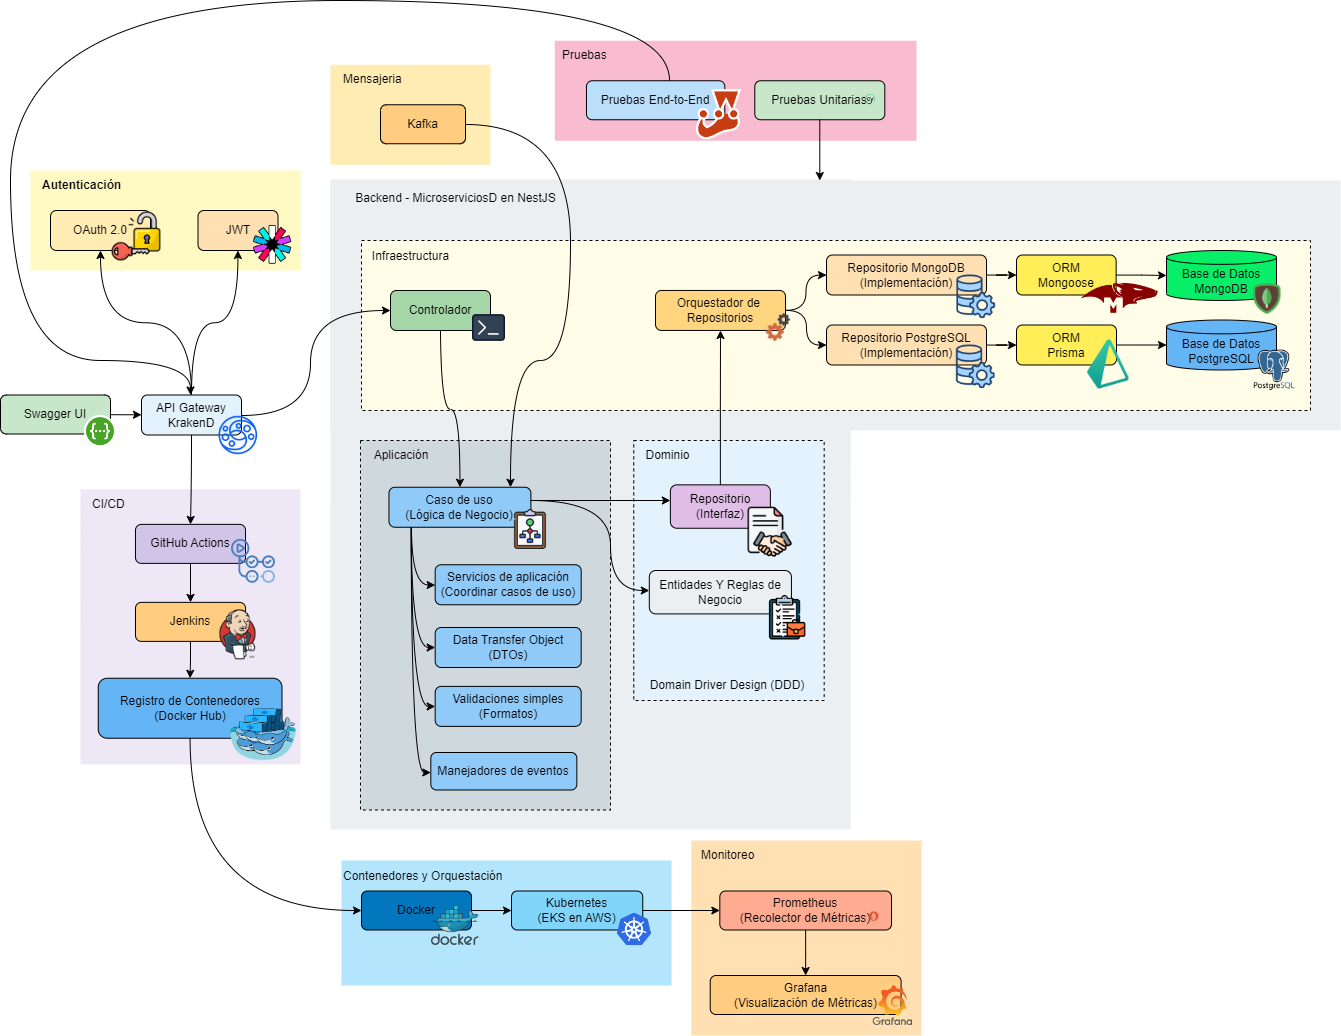 Pruebas
Pruebas End-to-End
Pruebas Unitarias
Mensajeria
Kafka
Autenticación
OAuth 2.0
JWT
Backend - MicroserviciosD en NestJS
Infraestructura
Controlador
Orquestador de
Repositorios
Repositorio MongoDB
(Implementación)
ORM
Mongoose
Base de Datos
MongoDB
Repositorio PostgreSQL
(Implementación)
ORM
Prisma
Base de Datos
PostgreSQL
PostgreSQL
Swagger UI
API Gateway
KrakenD
Aplicación
Caso de uso
(Lógica de Negocio)
Servicios de aplicación
(Coordinar casos de uso)
Data Transfer Object
(DTOs)
Validaciones simples
(Formatos)
Manejadores de eventos
Dominio
Repositorio
(Interfaz)
Entidades Y Reglas de
Negocio
Domain Driver Design (DDD)
CI/CD
GitHub Actions
Jenkins
Registro de Contenedores
(Docker Hub)
Contenedores y Orquestación
Docker
docker
Kubernetes
(EKS en AWS)
Monitoreo
Prometheus
(Recolector de Métricas)
Grafana
(Visualización de Métricas)
Grafana